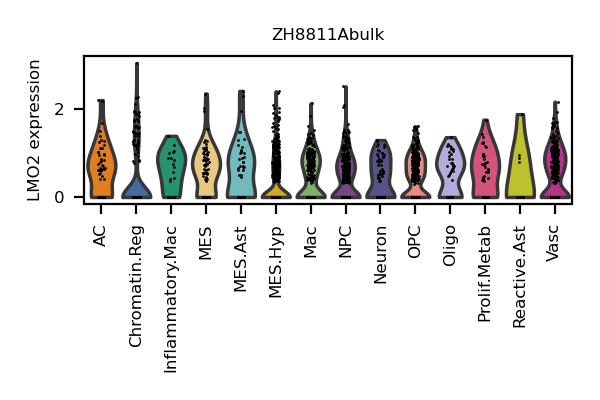 ZH8811Abulk
LMO2 expression
2
0
AC
Chromatin.Reg
Inflammatory.Mac
MES
MES.Ast
MES.Hyp
Mac
NPC
Neuron
OPC
Oligo
Prolif.Metab
Reactive.Ast
Vasc